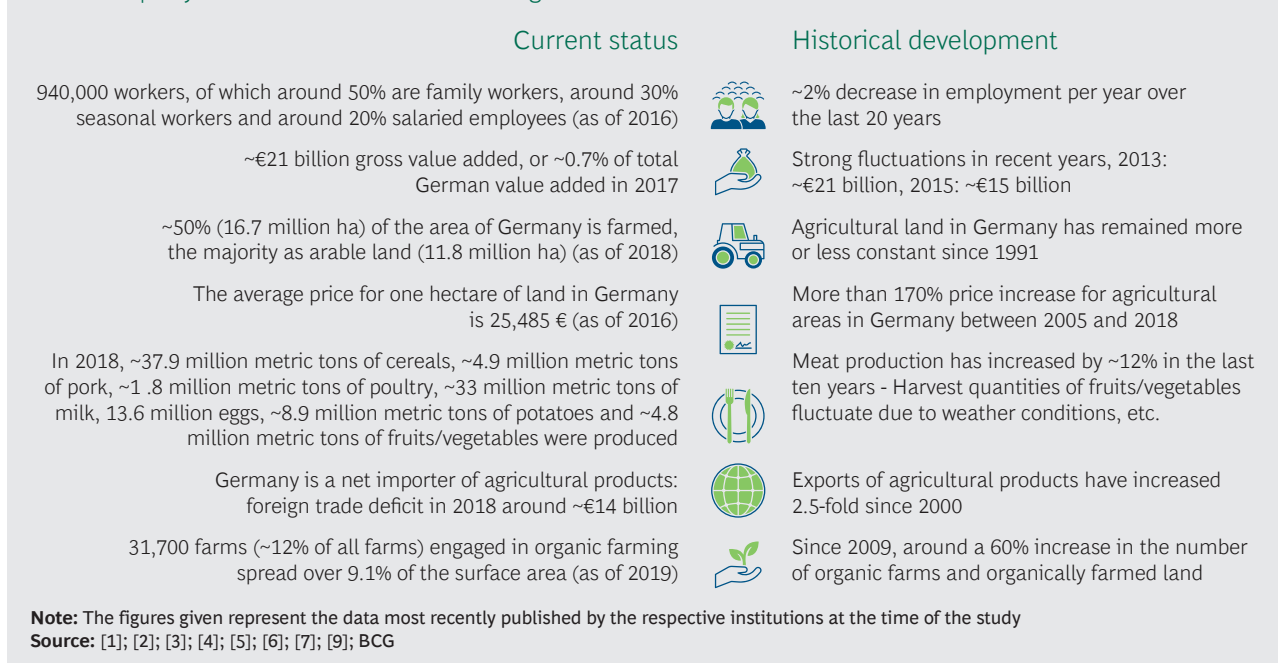 Current status
Historical development
940,000 workers, of which around 50% are family workers, around 30%
seasonal workers and around 20% salaried employees (as of 2016)
~2% decrease in employment per year over
the last 20 years
~€21 billion gross value added, or ~0.7% of total
German value added in 2017
Strong fluctuations in recent years, 2013:
~€21 billion, 2015: ~€15 billion
~50% (16.7 million ha) of the area of Germany is farmed,
the majority as arable land (11.8 million ha) (as of 2018)
Agricultural land in Germany has remained more
or less constant since 1991
The average price for one hectare of land in Germany
is 25,485 € (as of 2016)
More than 170% price increase for agricultural
areas in Germany between 2005 and 2018
In 2018, ~37.9 million metric tons of cereals, ~4.9 million metric tons
of pork, ~1 .8 million metric tons of poultry, ~33 million metric tons of
milk, 13.6 million eggs, ~8.9 million metric tons of potatoes and ~4.8
million metric tons of fruits/vegetables were produced
Meat production has increased by ~12% in the last
ten years - Harvest quantities of fruits/vegetables
fluctuate due to weather conditions, etc.
Germany is a net importer of agricultural products:
foreign trade deficit in 2018 around ~€14 billion
Exports of agricultural products have increased
2.5-fold since 2000
31,700 farms (~12% of all farms) engaged in organic farming
spread over 9.1% of the surface area (as of 2019)
Since 2009, around a 60% increase in the number
of organic farms and organically farmed land
Note: The figures given represent the data most recently published by the respective institutions at the time of the study
Source: [1]; [2]; [3]; [4]; [5]; [6]; [7]; [9]; BCG